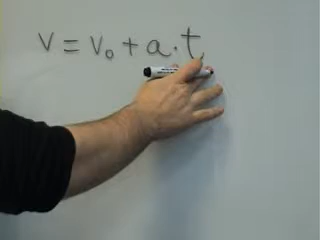 v = v₀ + a · t